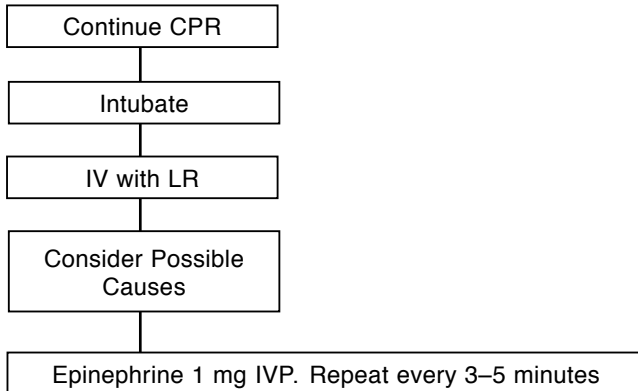 Continue CPR
Intubate
IV with LR
Consider Possible
Causes
Epinephrine 1 mg IVP. Repeat every 3–5 minutes